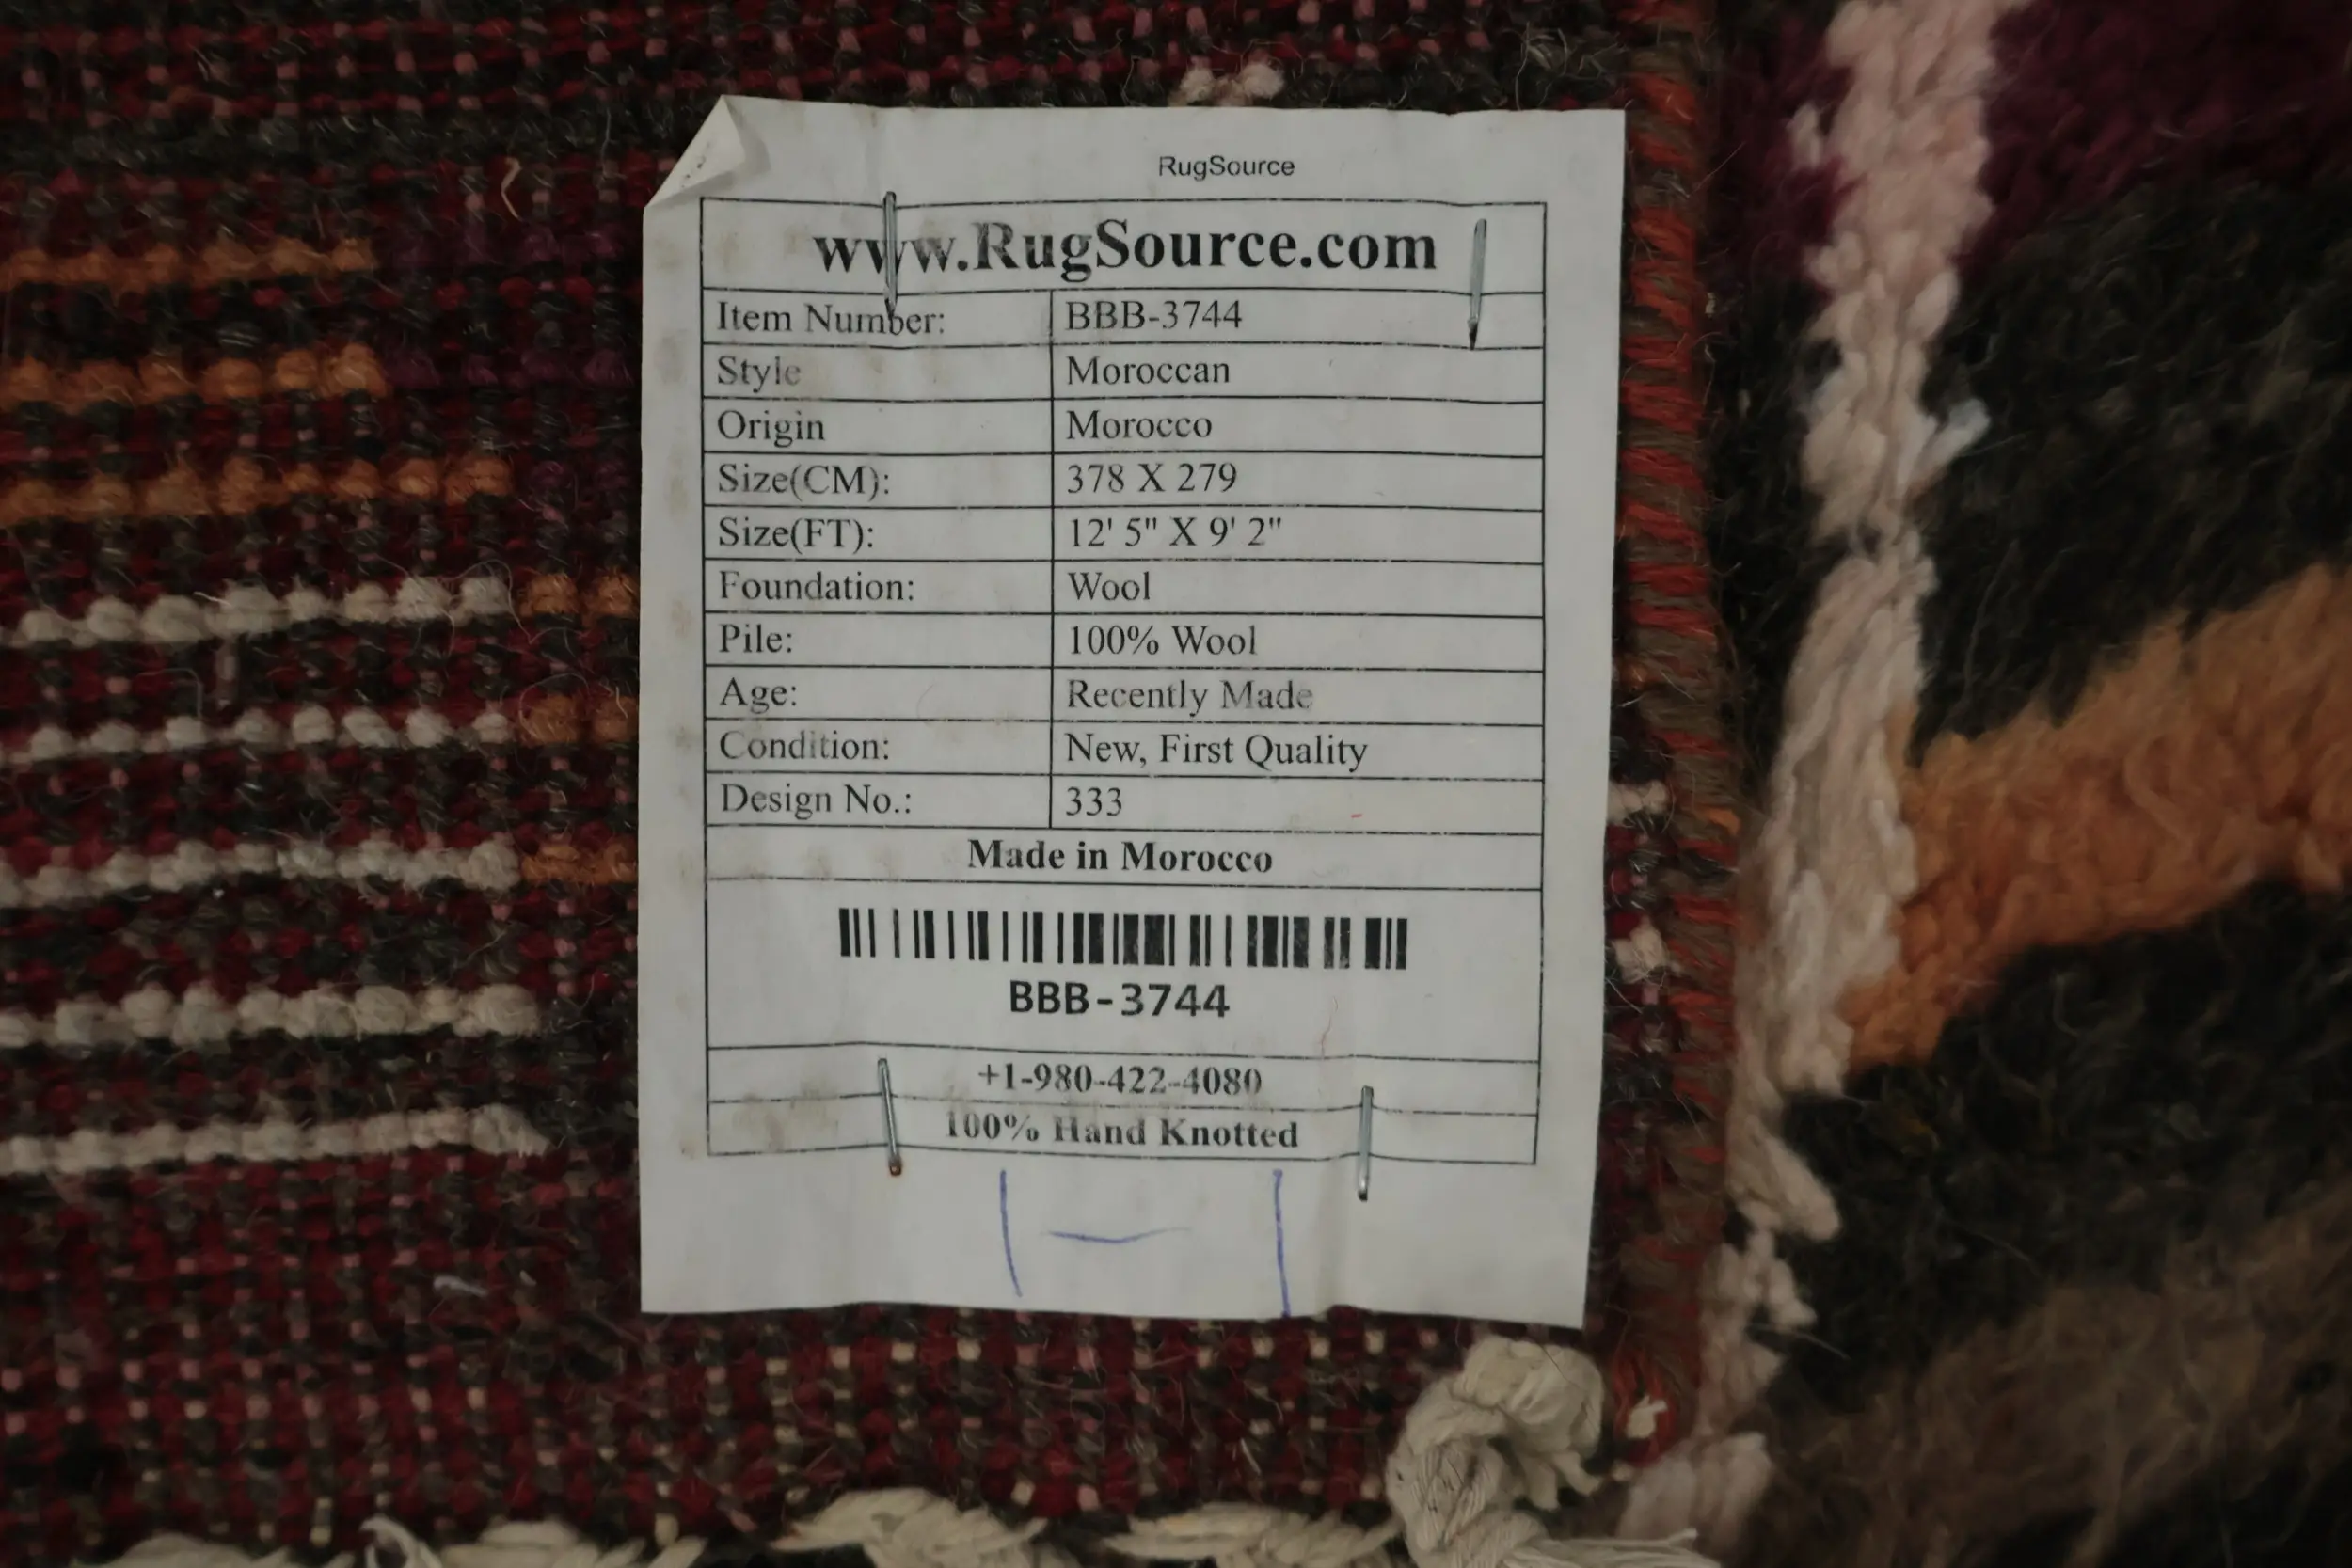 RugSource
www.RugSource.com
Item Number: BBB-3744
Style Moroccan
Origin Morocco
Size(CM): 378 X 279
Size(FT): 12' 5" X 9' 2"
Foundation: Wool
Pile: 100% Wool
Age: Recently Made
Condition: New, First Quality
Design No.: 333
Made in Morocco
BBB-3744
+1-980-422-4080
100% Hand Knotted
1-1